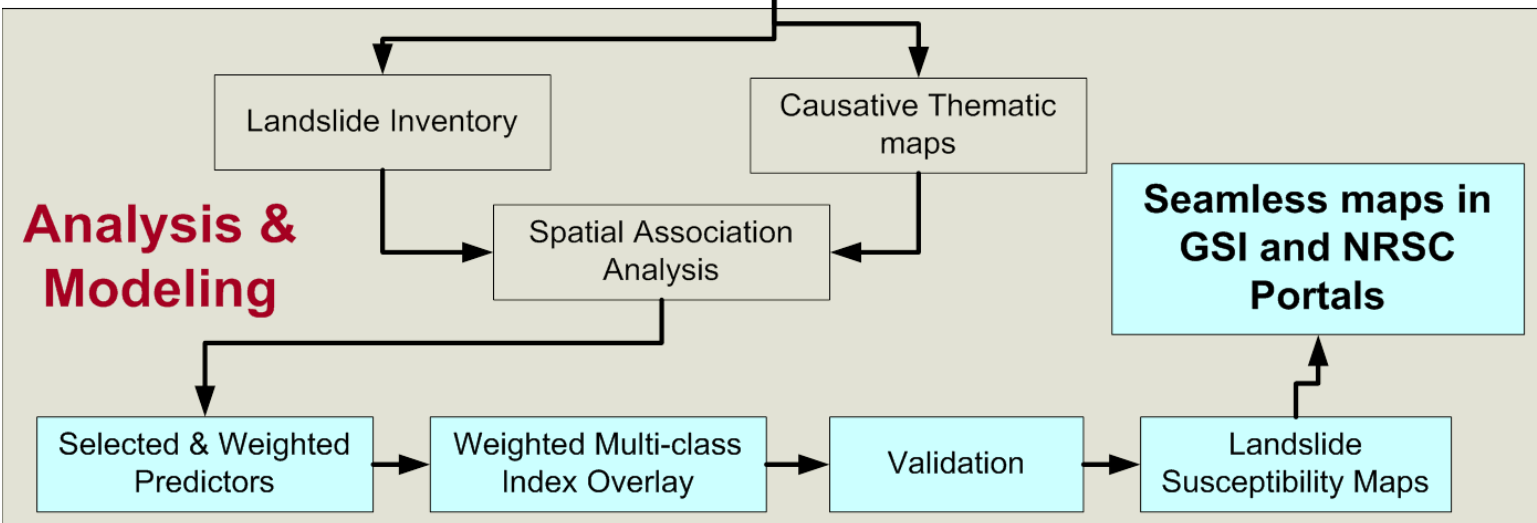 Landslide Inventory
Causative Thematic
maps
Analysis &
Modeling
Spatial Association
Analysis
Seamless maps in
GSI and NRSC
Portals
Selected & Weighted
Predictors
Weighted Multi-class
Index Overlay
Validation
Landslide
Susceptibility Maps